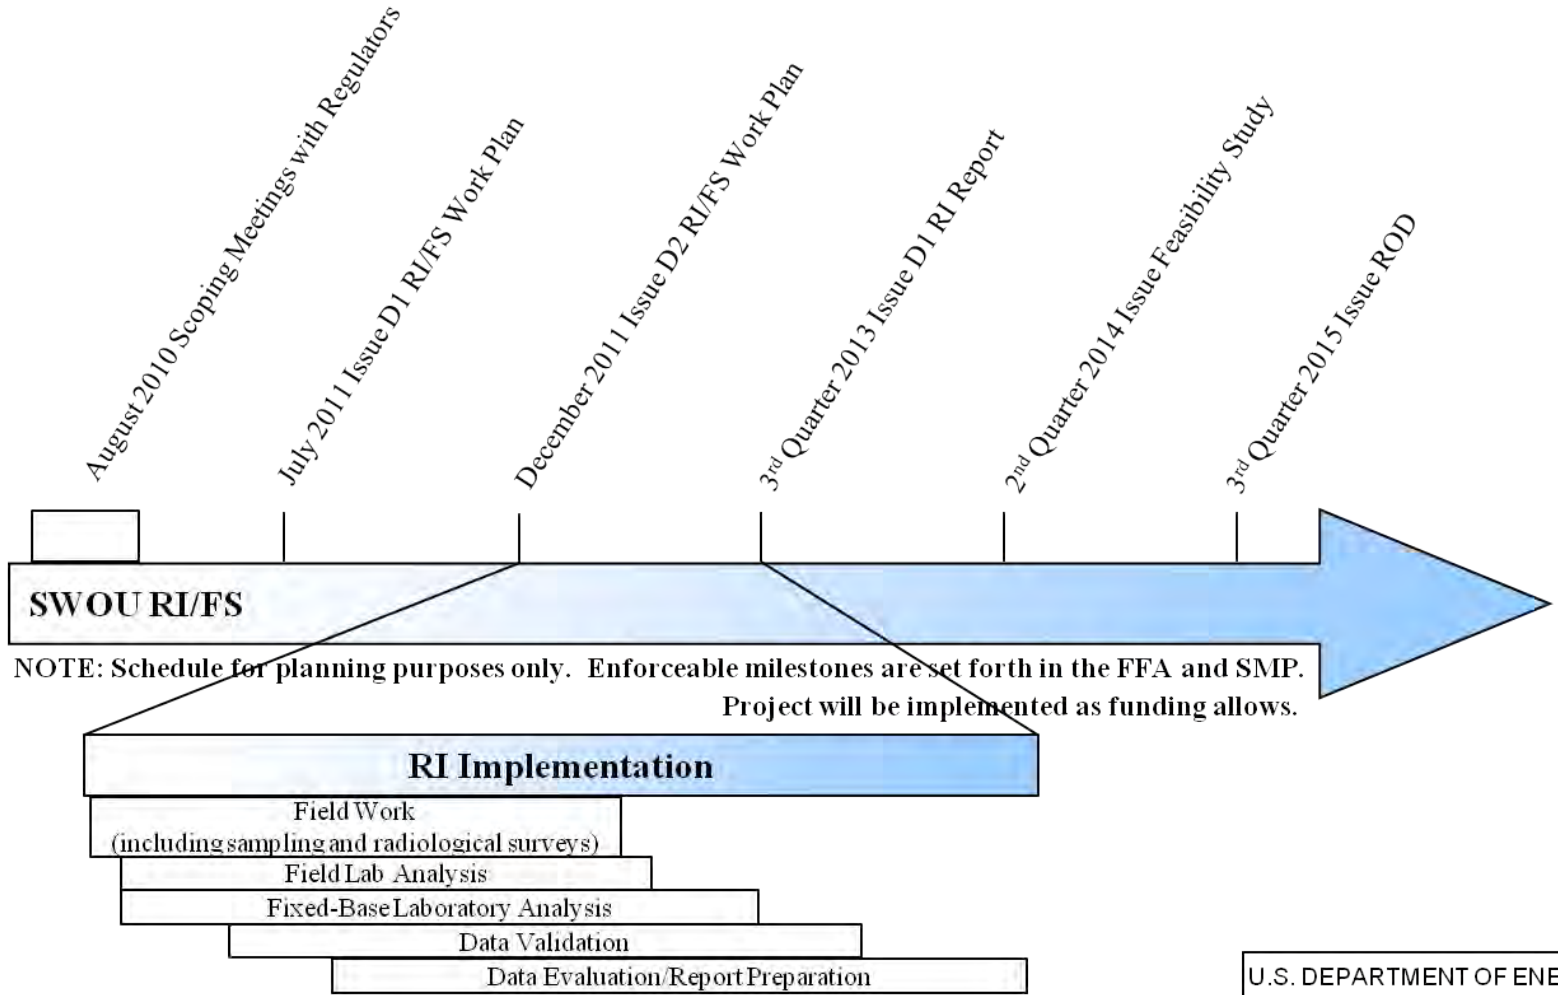 August 2010 Scoping Meetings with Regulators
July 2011 Issue D1 RI/FS Work Plan
December 2011 Issue D2 RI/FS Work Plan
3rd Quarter 2013 Issue D1 RI Report
2nd Quarter 2014 Issue Feasibility Study
3rd Quarter 2015 Issue ROD
SWOU RI/FS
NOTE: Schedule for planning purposes only. Enforceable milestones are set forth in the FFA and SMP.
Project will be implemented as funding allows.
RI Implementation
Field Work
(including sampling and radiological surveys)
Field Lab Analysis
Fixed-Base Laboratory Analysis
Data Validation
Data Evaluation/Report Preparation
U.S. DEPARTMENT OF ENE